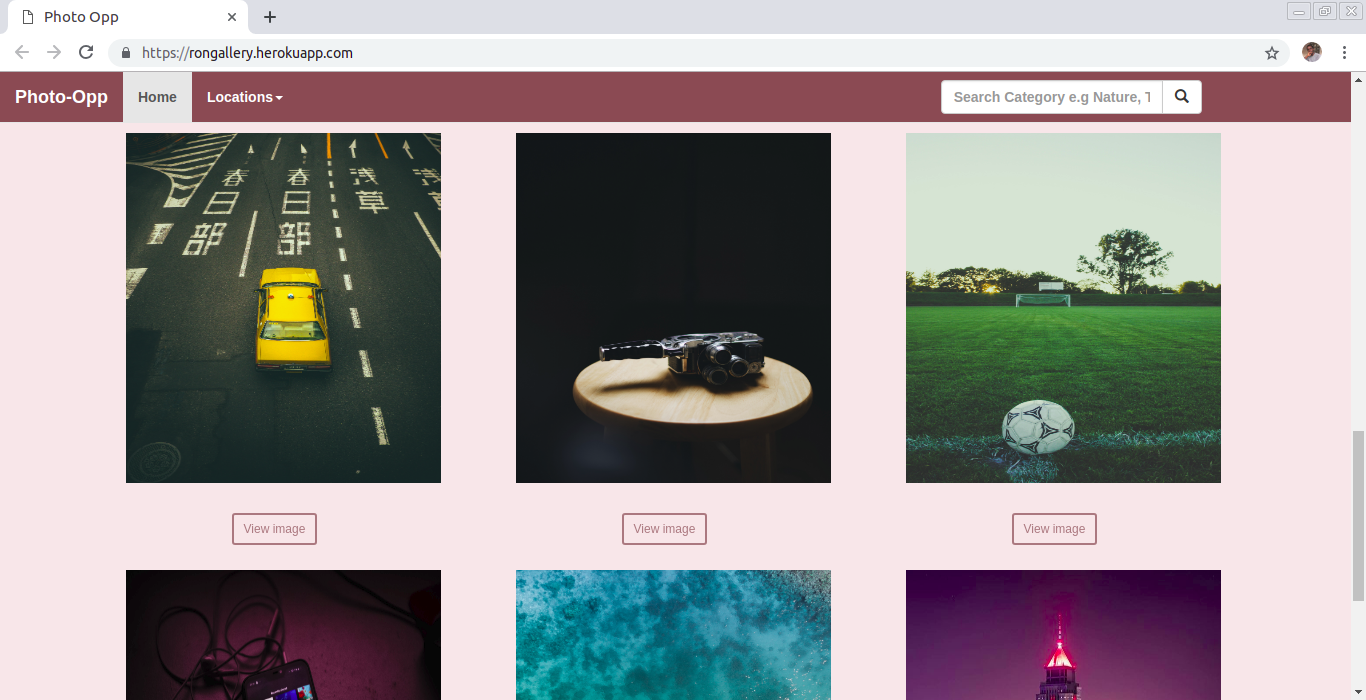 Photo Opp
https://rongallery.herokuapp.com
Photo-Opp Home Locations Search Category e.g Nature, T
春 春 浅 浅
日 日 草
部 部
View image View image View image